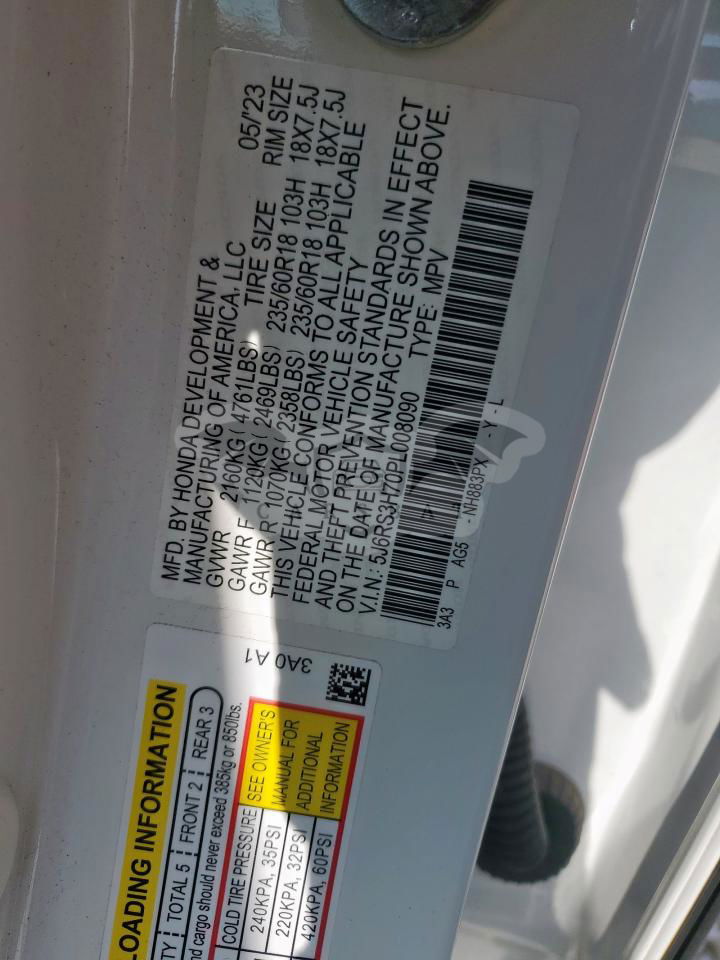 MFD. BY HONDA DEVELOPMENT &
MANUFACTURING OF AMERICA, LLC 05/'23
GVWR 2160KG ( 4761LBS) TIRE SIZE RIM SIZE
GAWR F 1120KG ( 2469LBS) 235/60R18 103H 18X7.5J
GAWR R 1070KG ( 2358LBS) 235/60R18 103H 18X7.5J
THIS VEHICLE CONFORMS TO ALL APPLICABLE
FEDERAL MOTOR VEHICLE SAFETY
AND THEFT PREVENTION STANDARDS IN EFFECT
ON THE DATE OF MANUFACTURE SHOWN ABOVE.
V.I.N.: 5J6RS3H70PL008090 TYPE: MPV
3A3 P AG5 -NH883PX -Y-L
3A0 A1
LOADING INFORMATION
TY TOTAL 5 FRONT 2 REAR 3
nd cargo should never exceed 385kg or 850lbs.
COLD TIRE PRESSURE SEE OWNER'S
240KPA, 35PSI MANUAL FOR
220KPA, 32PSI ADDITIONAL
420KPA, 60PSI INFORMATION